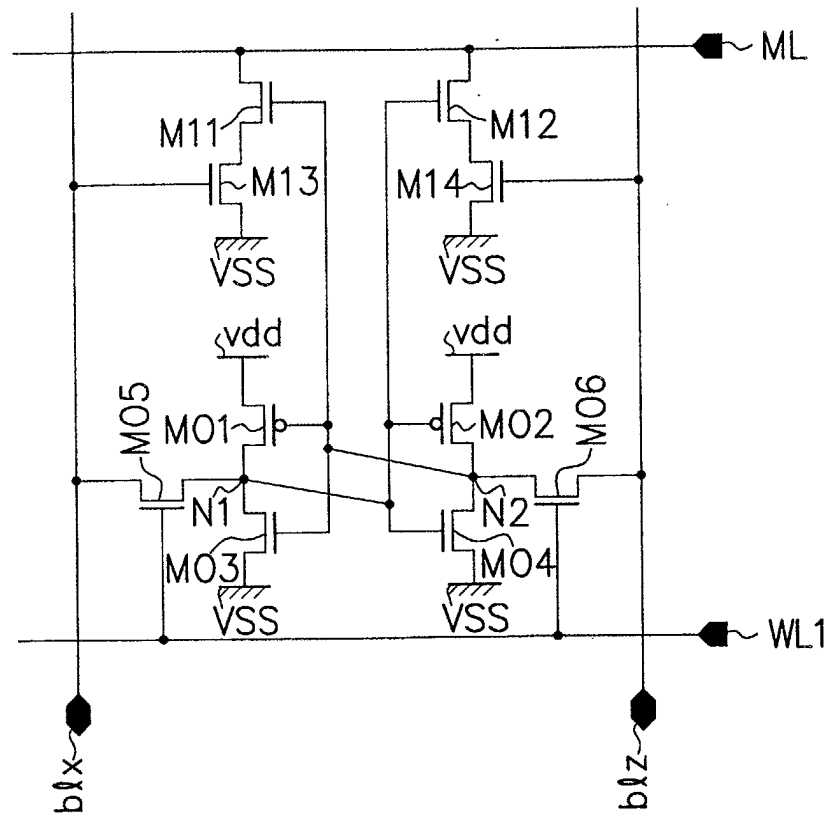 ML
M11
M12
M13
M14
VSS
VSS
vdd
vdd
M05
M01
M02
M06
N1
N2
M03
M04
VSS
VSS
WL1
blx
blz